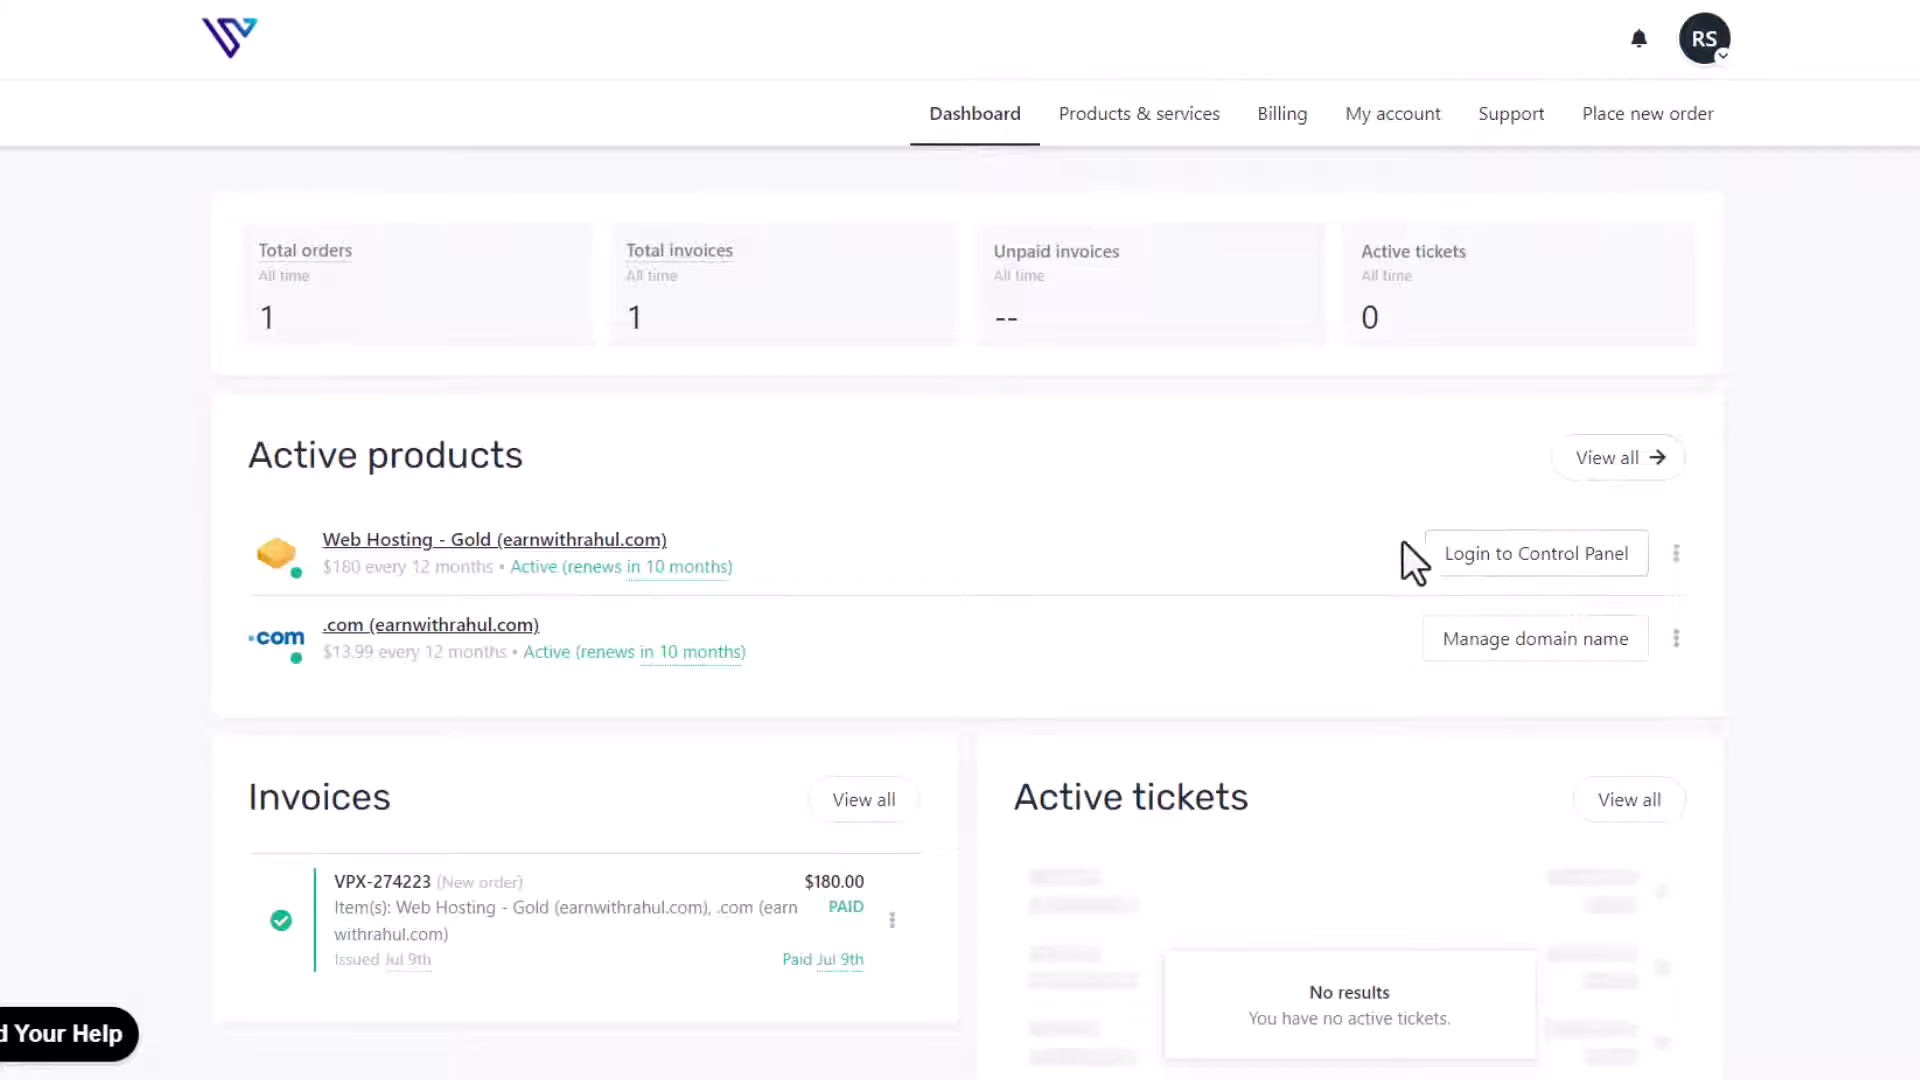 RS
Dashboard Products & services Billing My account Support Place new order
Total orders
All time
1
Total invoices
All time
1
Unpaid invoices
All time
--
Active tickets
All time
0
Active products
View all
Web Hosting - Gold (earnwithrahul.com)
$180 every 12 months • Active (renews in 10 months)
Login to Control Panel
.com
.com (earnwithrahul.com)
$13.99 every 12 months • Active (renews in 10 months)
Manage domain name
Invoices
View all
VPX-274223 (New order) $180.00
Item(s): Web Hosting - Gold (earnwithrahul.com), .com (earn PAID
withrahul.com)
Issued Jul 9th Paid Jul 9th
Active tickets
View all
No results
You have no active tickets.
d Your Help